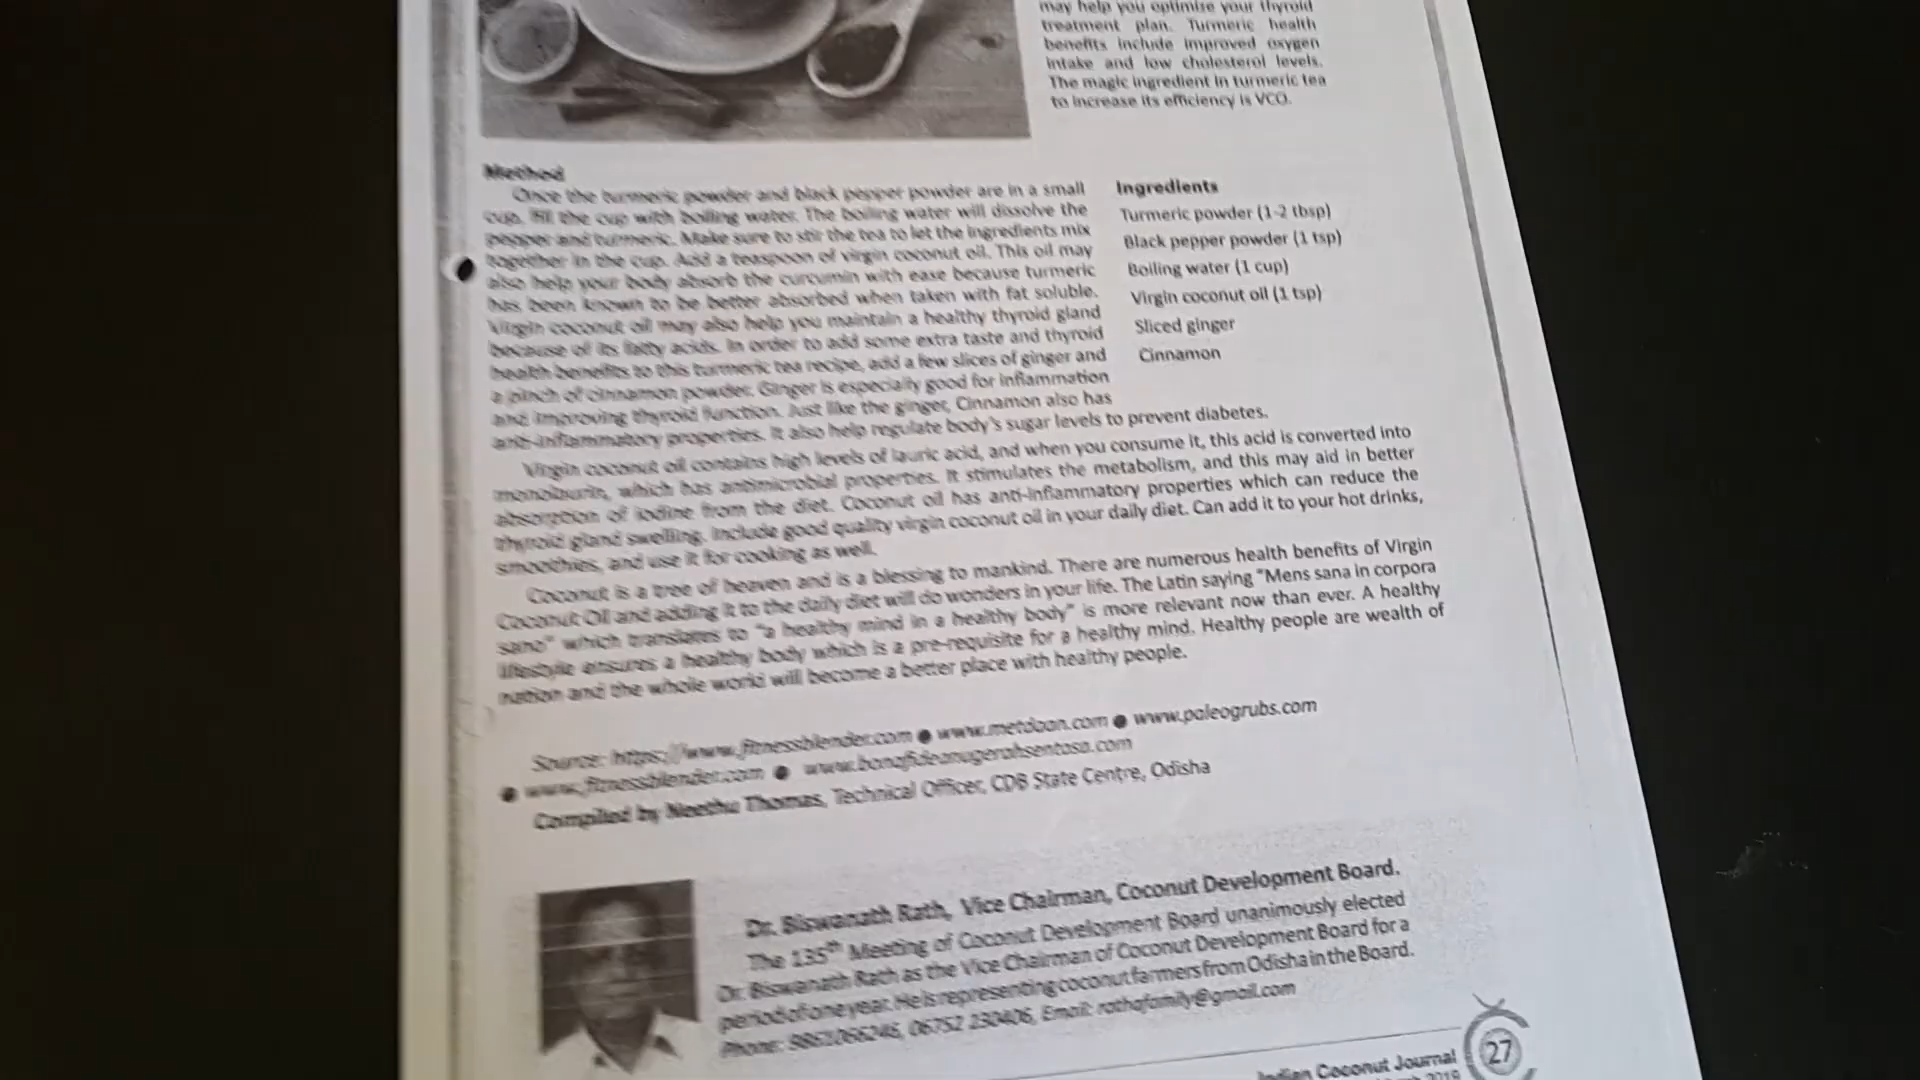 may help you optimise your thyroid
treatment plan. Turmeric health
benefits include improved oxygen
intake and low cholesterol levels.
The magic ingredient in turmeric tea
to increase its efficiency is VCO.
Method
Once the turmeric powder and black pepper powder are in a small
cup, fill the cup with boiling water. The boiling water will dissolve the
pepper and turmeric. Make sure to stir the tea to let the ingredients mix
together in the cup. Add a teaspoon of virgin coconut oil. This oil may
also help your body absorb the curcumin with ease because turmeric
has been known to be better absorbed when taken with fat soluble.
Virgin coconut oil may also help you maintain a healthy thyroid gland
because of its fatty acids. In order to add some extra taste and thyroid
health benefits to this turmeric tea recipe, add a few slices of ginger and
a pinch of cinnamon powder. Ginger is especially good for inflammation
and improving thyroid function. Just like the ginger, Cinnamon also has
anti-inflammatory properties. It also help regulate body's sugar levels to prevent diabetes.
Ingredients
Turmeric powder (1-2 tbsp)
Black pepper powder (1 tsp)
Boiling water (1 cup)
Virgin coconut oil (1 tsp)
Sliced ginger
Cinnamon
Virgin coconut oil contains high levels of lauric acid, and when you consume it, this acid is converted into
monolaurin, which has antimicrobial properties. It stimulates the metabolism, and this may aid in better
absorption of iodine from the diet. Coconut oil has anti-inflammatory properties which can reduce the
thyroid gland swelling. Include good quality virgin coconut oil in your daily diet. Can add it to your hot drinks,
smoothies, and use it for cooking as well.
Coconut is a tree of heaven and is a blessing to mankind. There are numerous health benefits of Virgin
Coconut Oil and adding it to the daily diet will do wonders in your life. The Latin saying "Mens sana in corpora
sano" which translates to "a healthy mind in a healthy body" is more relevant now than ever. A healthy
lifestyle ensures a healthy body which is a pre-requisite for a healthy mind. Healthy people are wealth of
nation and the whole world will become a better place with healthy people.
Source: https://www.fitnessblender.com ● www.metdaan.com ● www.paleogrubs.com
● www.fitnessblender.com ● www.bonafideanugerahsentosa.com
Compiled by Neethu Thomas, Technical Officer, CDB State Centre, Odisha
Dr. Biswanath Rath, Vice Chairman, Coconut Development Board.
The 135th Meeting of Coconut Development Board unanimously elected
Dr. Biswanath Rath as the Vice Chairman of Coconut Development Board for a
period of one year. He is representing coconut farmers from Odisha in the Board.
Phone: 9861066246, 06752 230406, Email: rathafamily@gmail.com
Indian Coconut Journal
27
2019